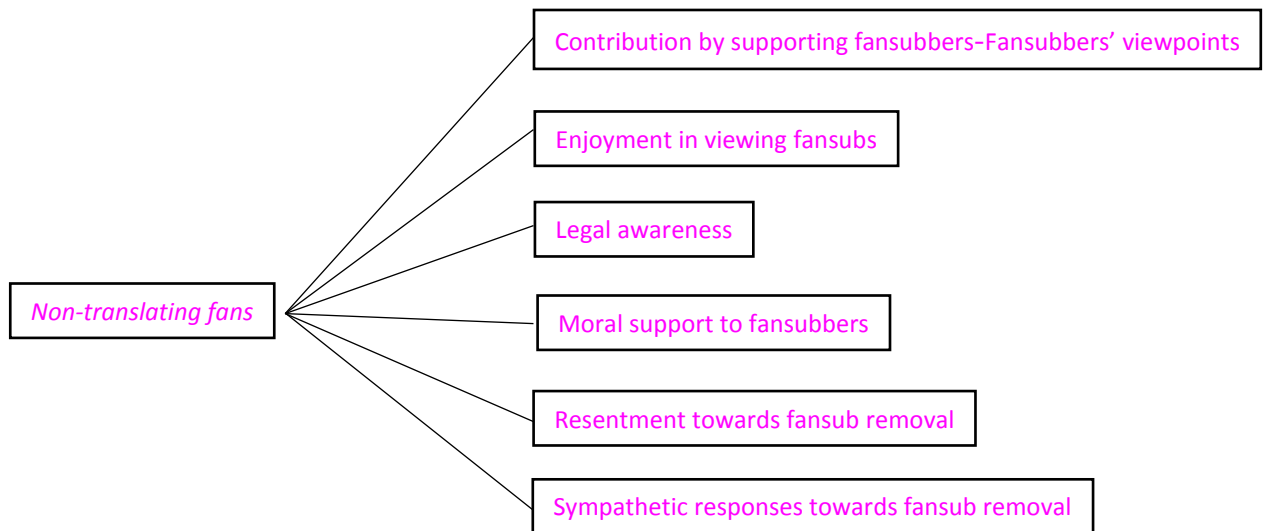 Contribution by supporting fansubbers-Fansubbers’ viewpoints
Enjoyment in viewing fansubs
Legal awareness
Non-translating fans
Moral support to fansubbers
Resentment towards fansub removal
Sympathetic responses towards fansub removal